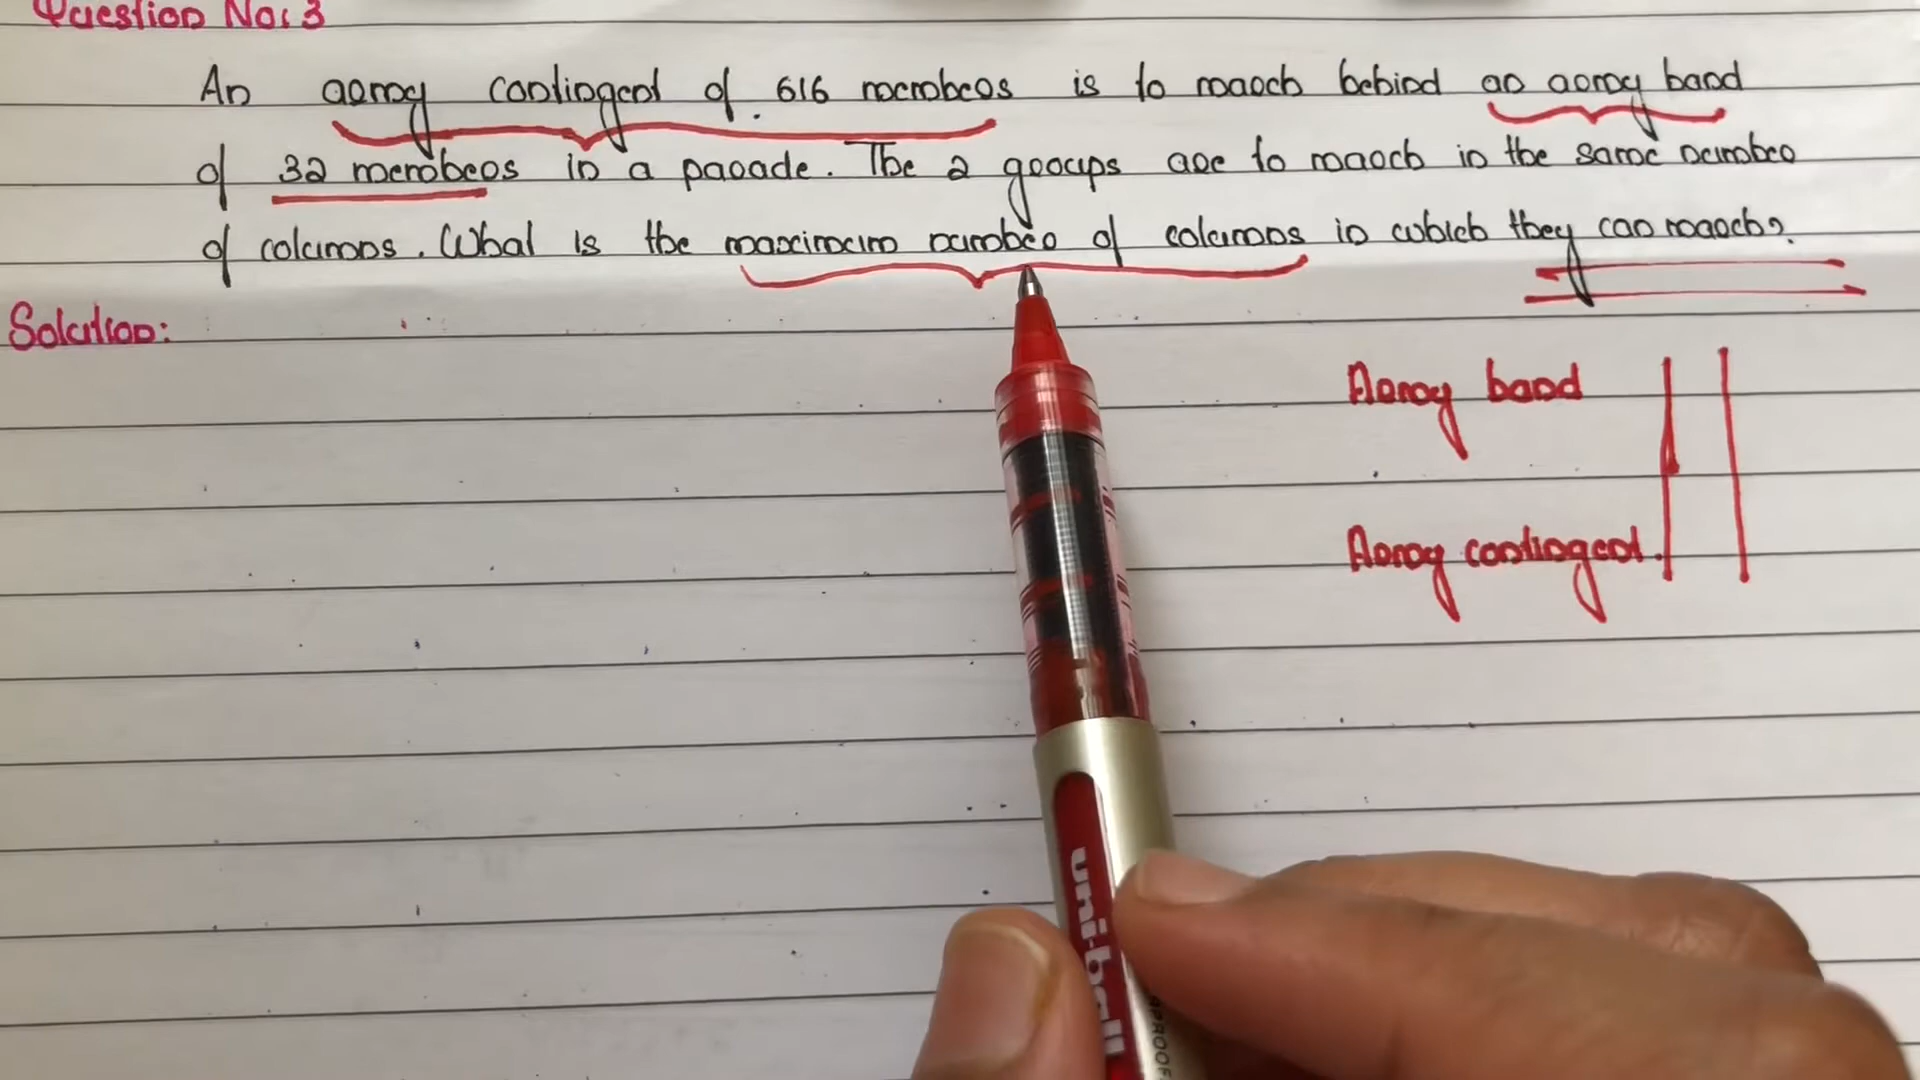 Question No: 3
An army contingent of 616 members is to march behind an army band
of 32 members in a parade. The 2 groups are to march in the same number
of columns. What is the maximum number of columns in which they can march?
Solution:
Army band
Army contingent.
uni-ball